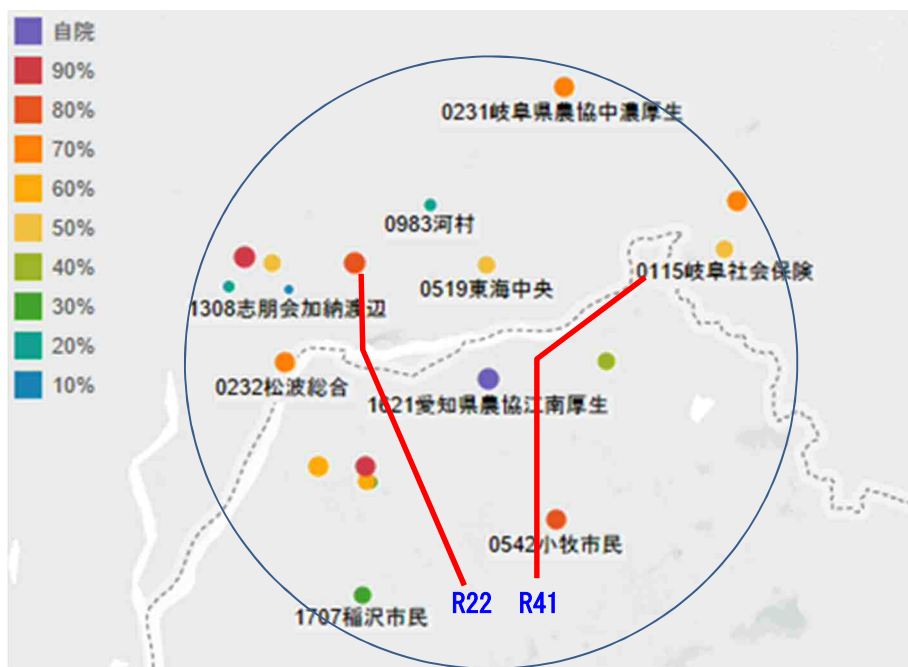 自院
90%
80%
70%
60%
50%
40%
30%
20%
10%
0231岐阜県農協中濃厚生
0983河村
0519東海中央
0115岐阜社会保険
1308志朋会加納渡辺
0232松波総合
1621愛知県農協江南厚生
0542小牧市民
1707稲沢市民
R22 R41